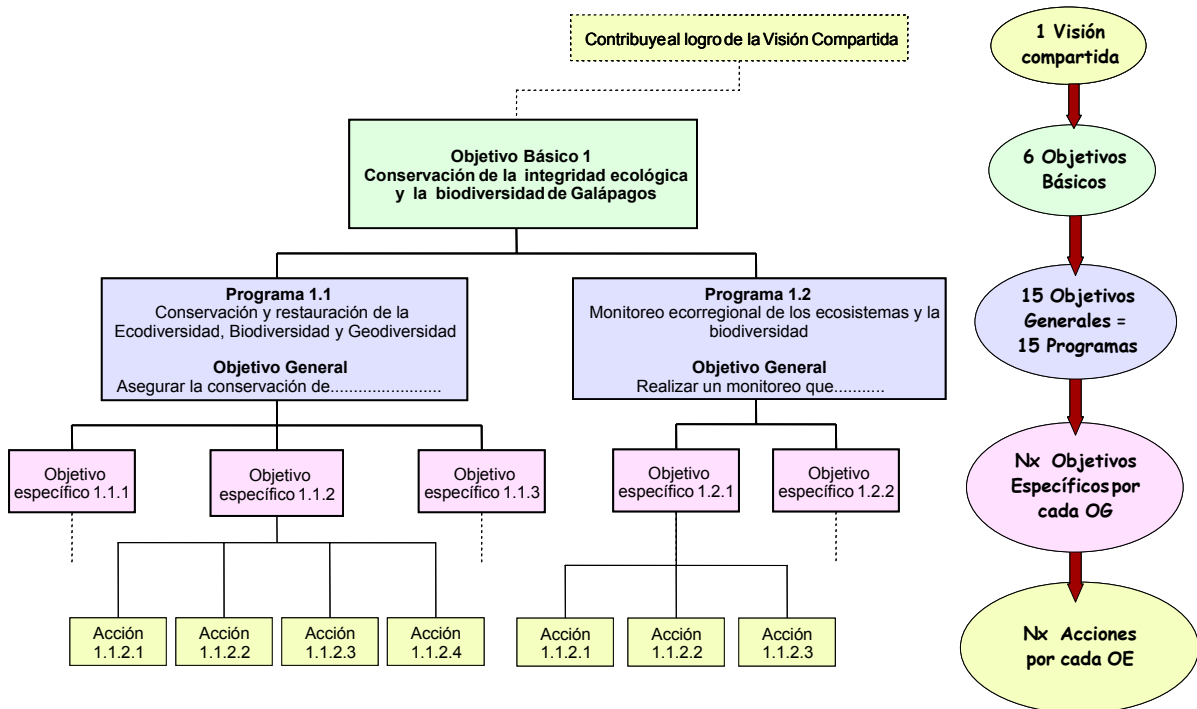 Contribuye al logro de la Visión Compartida
Objetivo Básico 1
Conservación de la integridad ecológica
y la biodiversidad de Galápagos
Programa 1.1
Conservación y restauración de la
Ecodiversidad, Biodiversidad y Geodiversidad
Objetivo General
Asegurar la conservación de.......................
Programa 1.2
Monitoreo ecorregional de los ecosistemas y la
biodiversidad
Objetivo General
Realizar un monitoreo que...........
Objetivo
específico 1.1.1
Objetivo
específico 1.1.2
Objetivo
específico 1.1.3
Objetivo
específico 1.2.1
Objetivo
específico 1.2.2
Acción
1.1.2.1
Acción
1.1.2.2
Acción
1.1.2.3
Acción
1.1.2.4
Acción
1.1.2.1
Acción
1.1.2.2
Acción
1.1.2.3
1 Visión
compartida
6 Objetivos
Básicos
15 Objetivos
Generales =
15 Programas
Nx Objetivos
Específicos por
cada OG
Nx Acciones
por cada OE